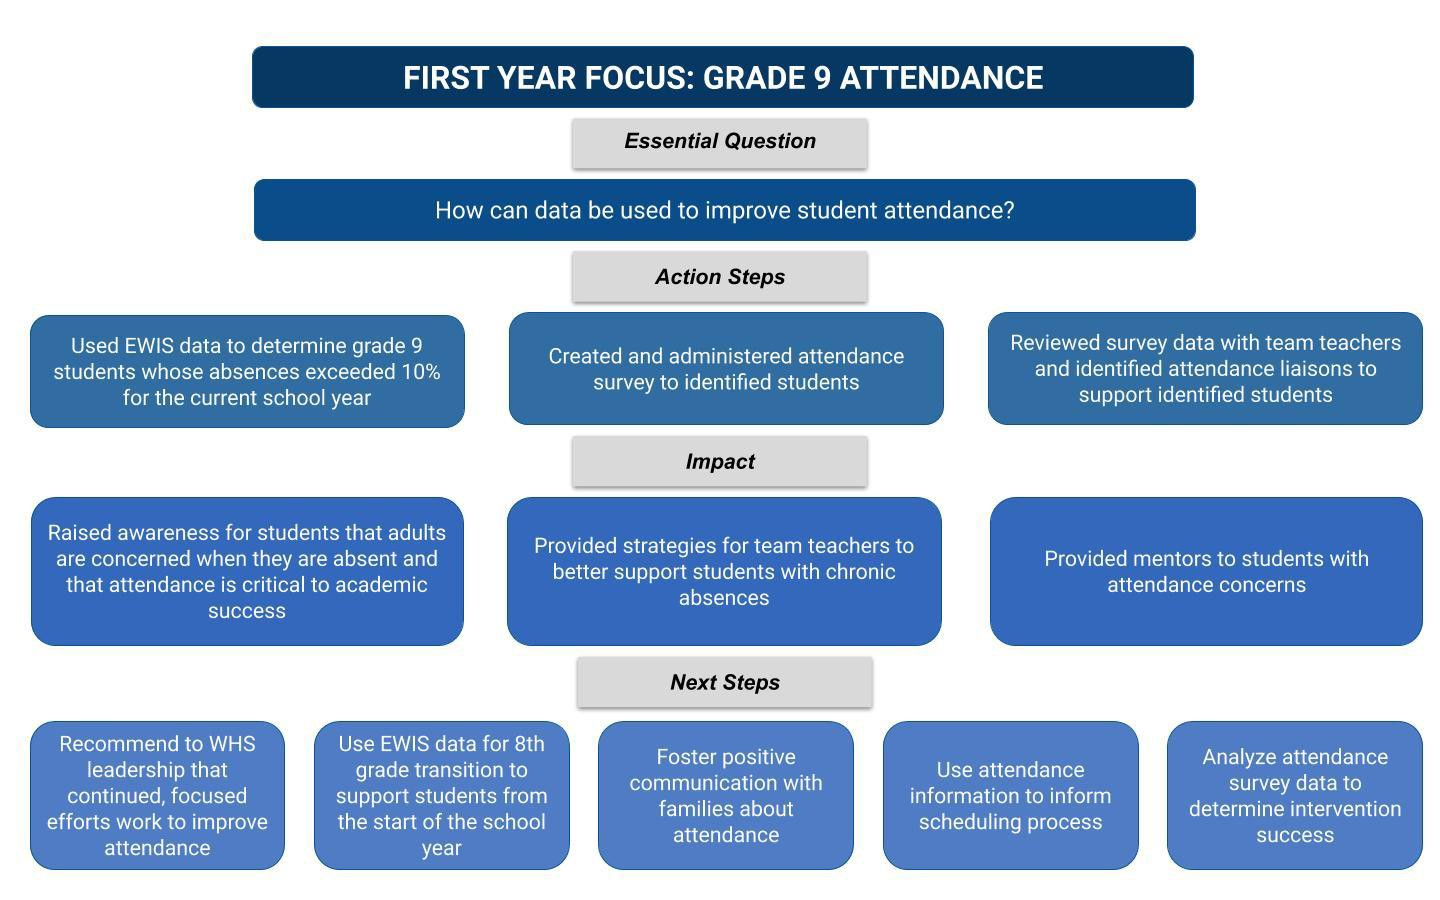 FIRST YEAR FOCUS: GRADE 9 ATTENDANCE
Essential Question
How can data be used to improve student attendance?
Action Steps
Used EWIS data to determine grade 9
students whose absences exceeded 10%
for the current school year
Created and administered attendance
survey to identified students
Reviewed survey data with team teachers
and identified attendance liaisons to
support identified students
Impact
Raised awareness for students that adults
are concerned when they are absent and
that attendance is critical to academic
success
Provided strategies for team teachers to
better support students with chronic
absences
Provided mentors to students with
attendance concerns
Next Steps
Recommend to WHS
leadership that
continued, focused
efforts work to improve
attendance
Use EWIS data for 8th
grade transition to
support students from
the start of the school
year
Foster positive
communication with
families about
attendance
Use attendance
information to inform
scheduling process
Analyze attendance
survey data to
determine intervention
success